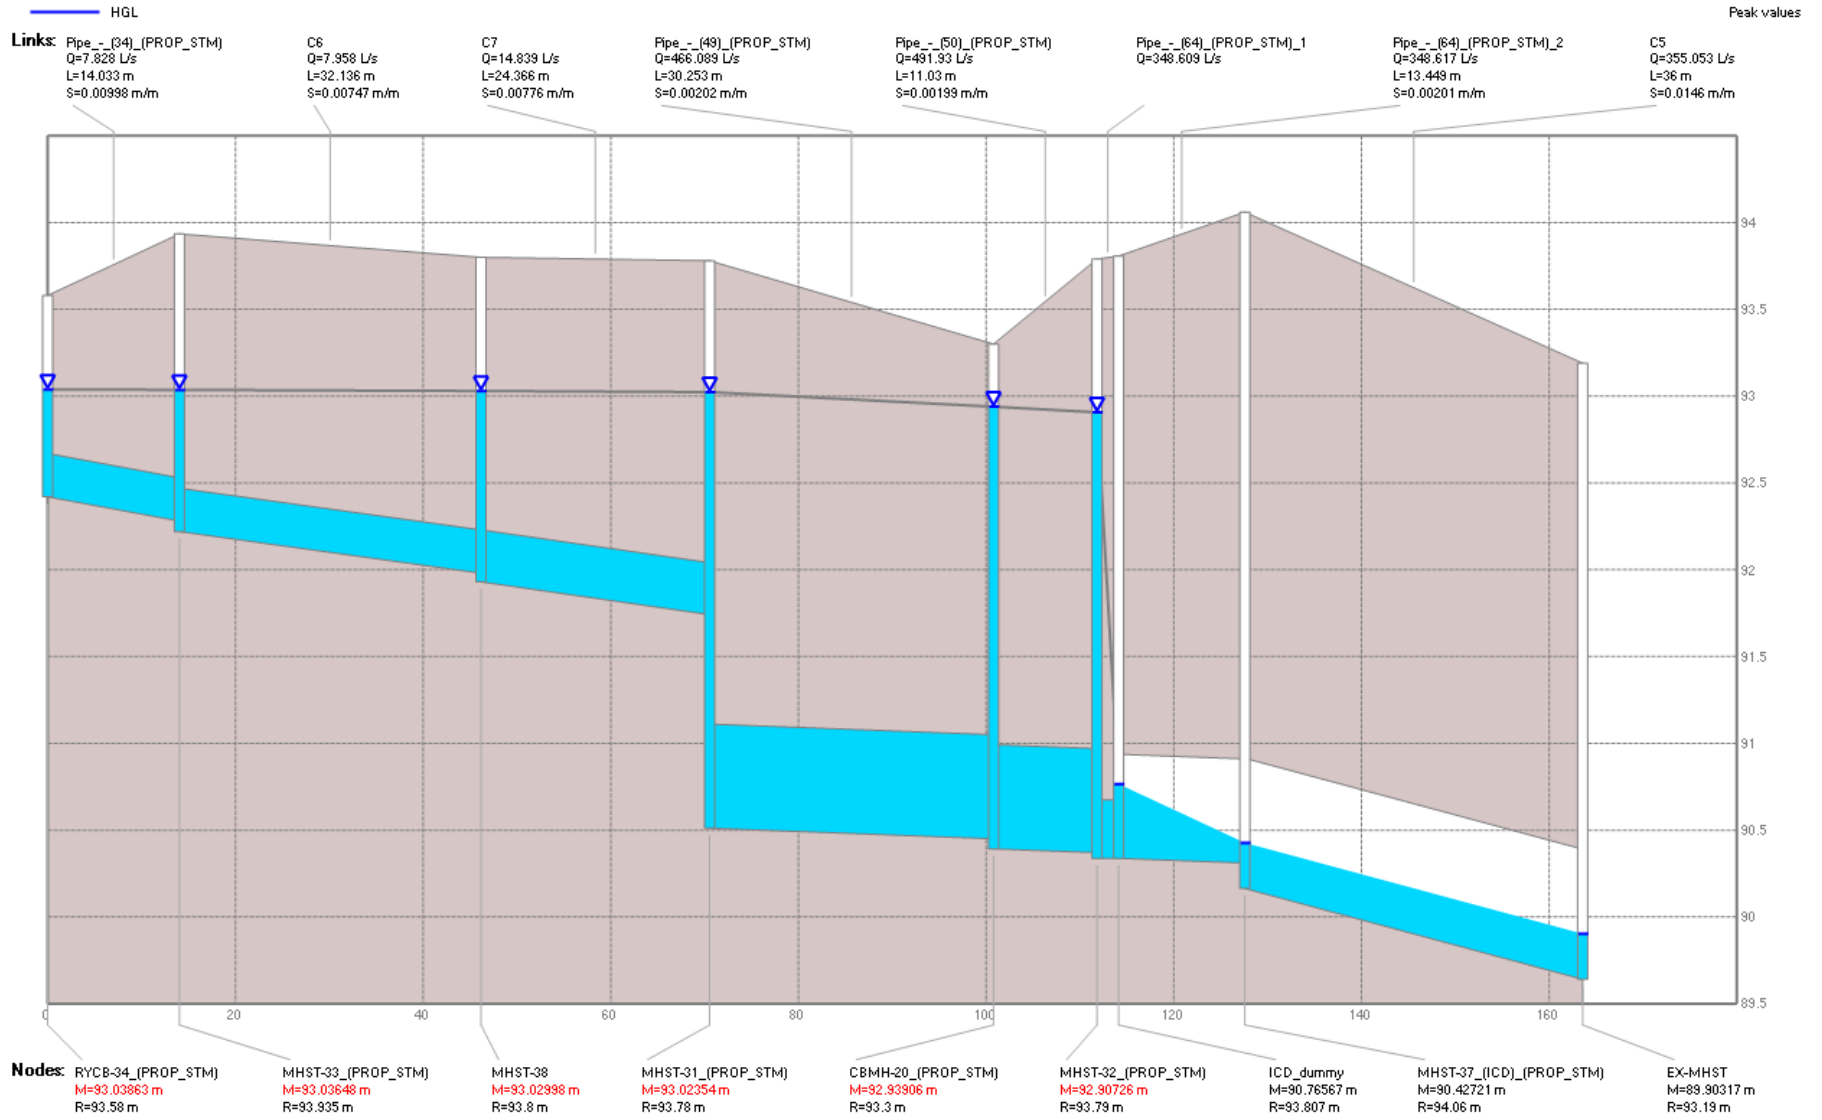 HGL
Peak values
Links:
Pipe_-_(34)_(PROP_STM)
Q=7.828 L/s
L=14.033 m
S=0.00998 m/m
C6
Q=7.958 L/s
L=32.136 m
S=0.00747 m/m
C7
Q=14.839 L/s
L=24.366 m
S=0.00776 m/m
Pipe_-_(49)_(PROP_STM)
Q=466.089 L/s
L=30.253 m
S=0.00202 m/m
Pipe_-_(50)_(PROP_STM)
Q=491.93 L/s
L=11.03 m
S=0.00199 m/m
Pipe_-_(64)_(PROP_STM)_1
Q=348.609 L/s
Pipe_-_(64)_(PROP_STM)_2
Q=348.617 L/s
L=13.449 m
S=0.00201 m/m
C5
Q=355.053 L/s
L=36 m
S=0.0146 m/m
94
93.5
93
92.5
92
91.5
91
90.5
90
89.5
0 20 40 60 80 100 120 140 160
Nodes:
RYCB-34_(PROP_STM)
M=93.03863 m
R=93.58 m
MHST-33_(PROP_STM)
M=93.03648 m
R=93.935 m
MHST-38
M=93.02998 m
R=93.8 m
MHST-31_(PROP_STM)
M=93.02354 m
R=93.78 m
CBMH-20_(PROP_STM)
M=92.93906 m
R=93.3 m
MHST-32_(PROP_STM)
M=92.90726 m
R=93.79 m
ICD_dummy
M=90.76567 m
R=93.807 m
MHST-37_(ICD)_(PROP_STM)
M=90.42721 m
R=94.06 m
EX-MHST
M=89.90317 m
R=93.19 m